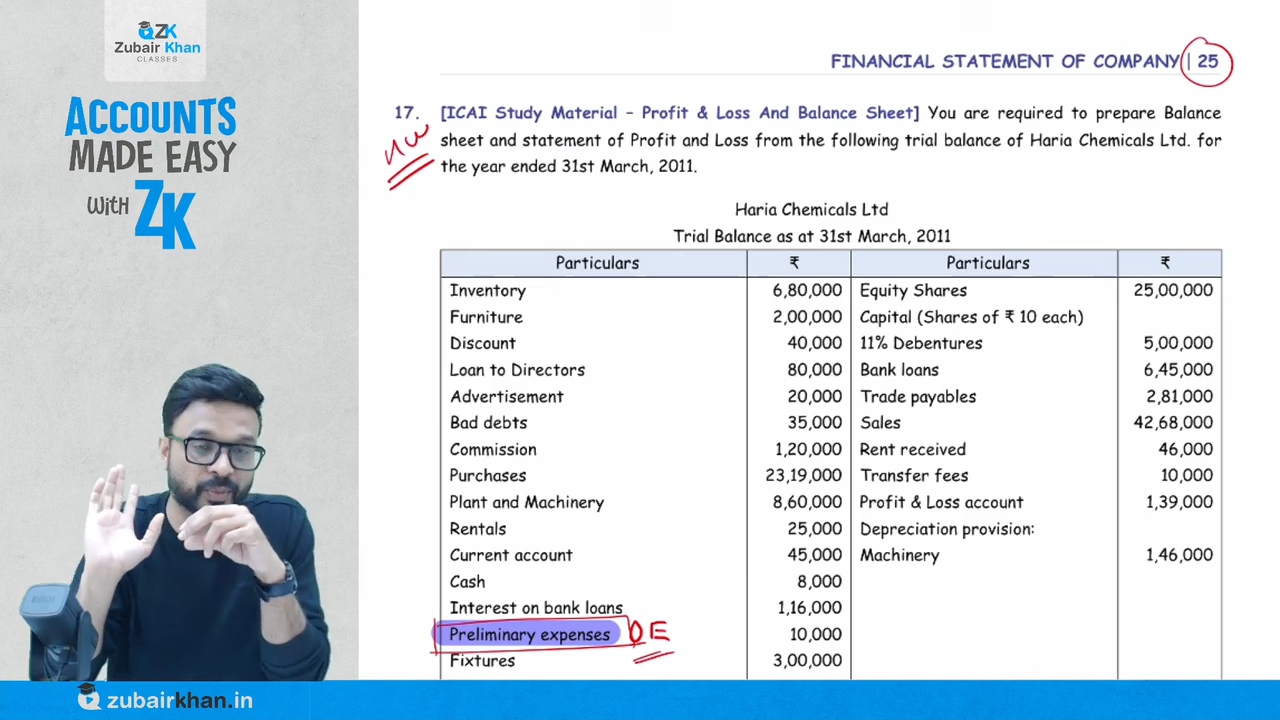 ZK
Zubair Khan
CLASSES
ACCOUNTS
MADE EASY
WITH ZK
FINANCIAL STATEMENT OF COMPANY | 25
17. [ICAI Study Material – Profit & Loss And Balance Sheet] You are required to prepare Balance
sheet and statement of Profit and Loss from the following trial balance of Haria Chemicals Ltd. for
the year ended 31st March, 2011.
Haria Chemicals Ltd
Trial Balance as at 31st March, 2011
Particulars ₹ Particulars ₹
Inventory 6,80,000 Equity Shares 25,00,000
Furniture 2,00,000 Capital (Shares of ₹ 10 each)
Discount 40,000 11% Debentures 5,00,000
Loan to Directors 80,000 Bank loans 6,45,000
Advertisement 20,000 Trade payables 2,81,000
Bad debts 35,000 Sales 42,68,000
Commission 1,20,000 Rent received 46,000
Purchases 23,19,000 Transfer fees 10,000
Plant and Machinery 8,60,000 Profit & Loss account 1,39,000
Rentals 25,000 Depreciation provision:
Current account 45,000 Machinery 1,46,000
Cash 8,000
Interest on bank loans 1,16,000
Preliminary expenses OE 10,000
Fixtures 3,00,000
zubairkhan.in